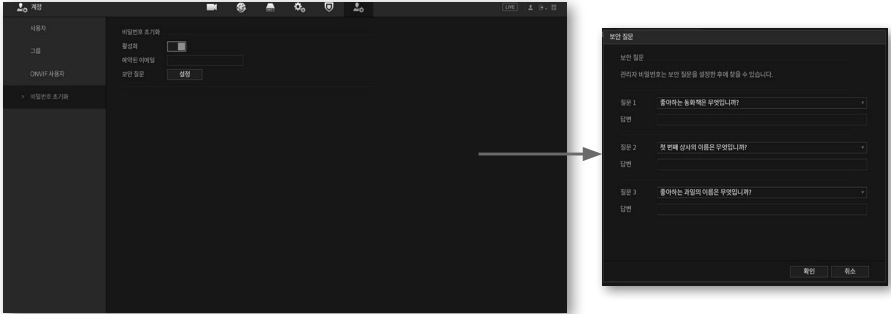 계정
LIVE
사용자
그룹
ONVIF 사용자
비밀번호 초기화
비밀번호 초기화
활성화
예약된 이메일
보안 질문
설정
보안 질문
보안 질문
관리자 비밀번호는 보안 질문을 설정한 후에 찾을 수 있습니다.
질문 1 좋아하는 동화책은 무엇입니까?
답변
질문 2 첫 번째 상사의 이름은 무엇입니까?
답변
질문 3 좋아하는 과일의 이름은 무엇입니까?
답변
확인 취소